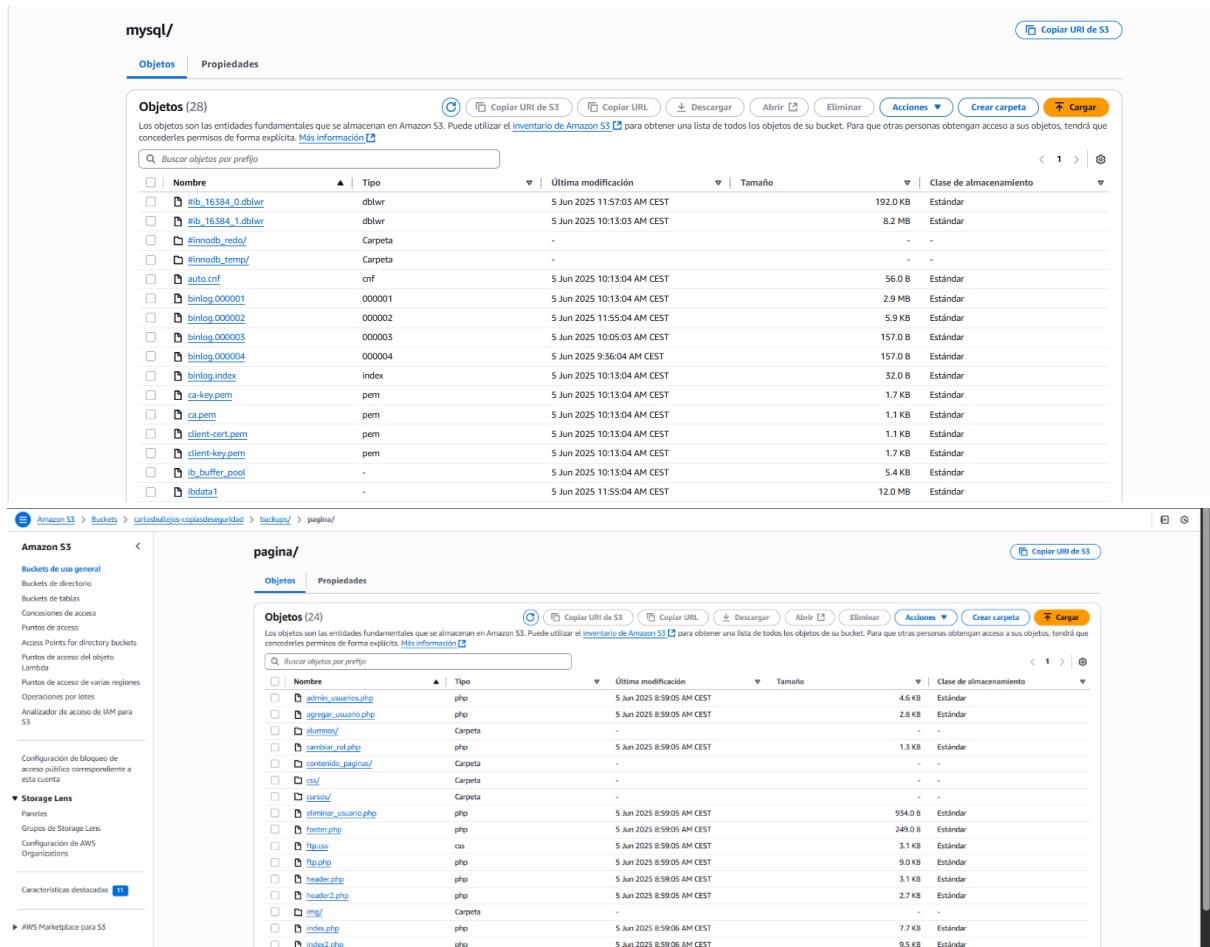 mysql/
Copiar URI de S3
Objetos Propiedades
Objetos (28) Copiar URI de S3 Copiar URL Descargar Abrir Eliminar Acciones Crear carpeta Cargar
Los objetos son las entidades fundamentales que se almacenan en Amazon S3. Puede utilizar el inventario de Amazon S3 para obtener una lista de todos los objetos de su bucket. Para que otras personas obtengan acceso a sus objetos, tendrá que
concederles permisos de forma explícita. Más información
Buscar objetos por prefijo
1
Nombre Tipo Última modificación Tamaño Clase de almacenamiento
#ib_16384_0.dblwr dblwr 5 Jun 2025 11:57:03 AM CEST 192.0 KB Estándar
#ib_16384_1.dblwr dblwr 5 Jun 2025 10:13:03 AM CEST 8.2 MB Estándar
#innodb_redo/ Carpeta - - -
#innodb_temp/ Carpeta - - -
auto.cnf cnf 5 Jun 2025 10:13:04 AM CEST 56.0 B Estándar
binlog.000001 000001 5 Jun 2025 10:13:04 AM CEST 2.9 MB Estándar
binlog.000002 000002 5 Jun 2025 11:55:04 AM CEST 5.9 KB Estándar
binlog.000003 000003 5 Jun 2025 10:05:03 AM CEST 157.0 B Estándar
binlog.000004 000004 5 Jun 2025 9:36:04 AM CEST 157.0 B Estándar
binlog.index index 5 Jun 2025 10:13:04 AM CEST 32.0 B Estándar
ca-key.pem pem 5 Jun 2025 10:13:04 AM CEST 1.7 KB Estándar
ca.pem pem 5 Jun 2025 10:13:04 AM CEST 1.1 KB Estándar
client-cert.pem pem 5 Jun 2025 10:13:04 AM CEST 1.1 KB Estándar
client-key.pem pem 5 Jun 2025 10:13:04 AM CEST 1.7 KB Estándar
ib_buffer_pool - 5 Jun 2025 10:13:04 AM CEST 5.4 KB Estándar
ibdata1 - 5 Jun 2025 11:55:04 AM CEST 12.0 MB Estándar
Amazon S3 > Buckets > carlosbullejos-copiasdeseguridad > backups/ > pagina/
Amazon S3
Buckets de uso general
Buckets de directorio
Buckets de tablas
Concesiones de acceso
Puntos de acceso
Access Points for directory buckets
Puntos de acceso del objeto
Lambda
Puntos de acceso de varias regiones
Operaciones por lotes
Analizador de acceso de IAM para
S3
Configuración de bloqueo de
acceso público correspondiente a
esta cuenta
Storage Lens
Paneles
Grupos de Storage Lens
Configuración de AWS
Organizations
Características destacadas 11
AWS Marketplace para S3
pagina/
Copiar URI de S3
Objetos Propiedades
Objetos (24) Copiar URI de S3 Copiar URL Descargar Abrir Eliminar Acciones Crear carpeta Cargar
Los objetos son las entidades fundamentales que se almacenan en Amazon S3. Puede utilizar el inventario de Amazon S3 para obtener una lista de todos los objetos de su bucket. Para que otras personas obtengan acceso a sus objetos, tendrá que
concederles permisos de forma explícita. Más información
Buscar objetos por prefijo
1
Nombre Tipo Última modificación Tamaño Clase de almacenamiento
admin_usuarios.php php 5 Jun 2025 8:59:05 AM CEST 4.6 KB Estándar
agregar_usuario.php php 5 Jun 2025 8:59:05 AM CEST 2.8 KB Estándar
alumnos/ Carpeta - - -
cambiar_rol.php php 5 Jun 2025 8:59:05 AM CEST 1.3 KB Estándar
contenido_paginas/ Carpeta - - -
css/ Carpeta - - -
cursos/ Carpeta - - -
eliminar_usuario.php php 5 Jun 2025 8:59:05 AM CEST 934.0 B Estándar
footer.php php 5 Jun 2025 8:59:05 AM CEST 249.0 B Estándar
ftp.css css 5 Jun 2025 8:59:05 AM CEST 3.1 KB Estándar
ftp.php php 5 Jun 2025 8:59:05 AM CEST 9.0 KB Estándar
header.php php 5 Jun 2025 8:59:05 AM CEST 3.1 KB Estándar
header2.php php 5 Jun 2025 8:59:05 AM CEST 2.7 KB Estándar
img/ Carpeta - - -
index.php php 5 Jun 2025 8:59:06 AM CEST 7.7 KB Estándar
index2.php php 5 Jun 2025 8:59:06 AM CEST 9.5 KB Estándar